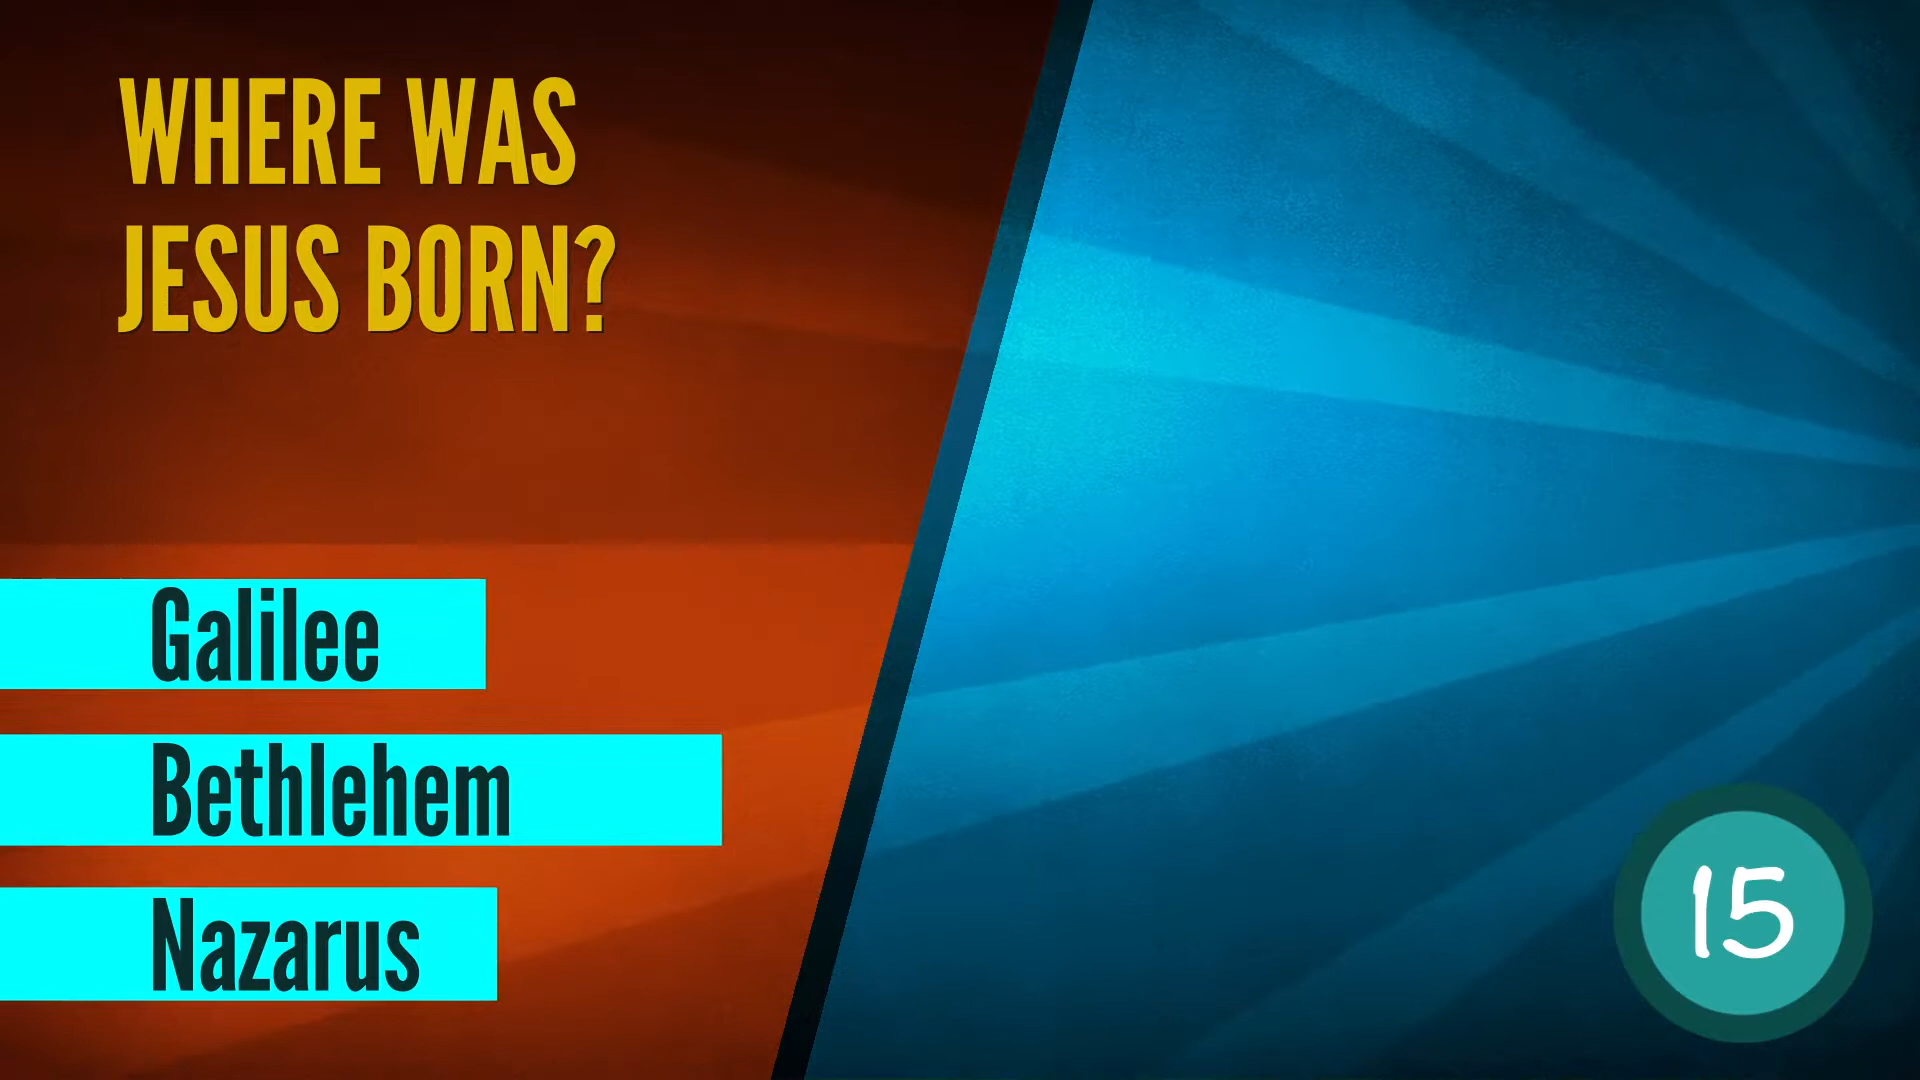 WHERE WAS
JESUS BORN?
Galilee
Bethlehem
Nazarus
15